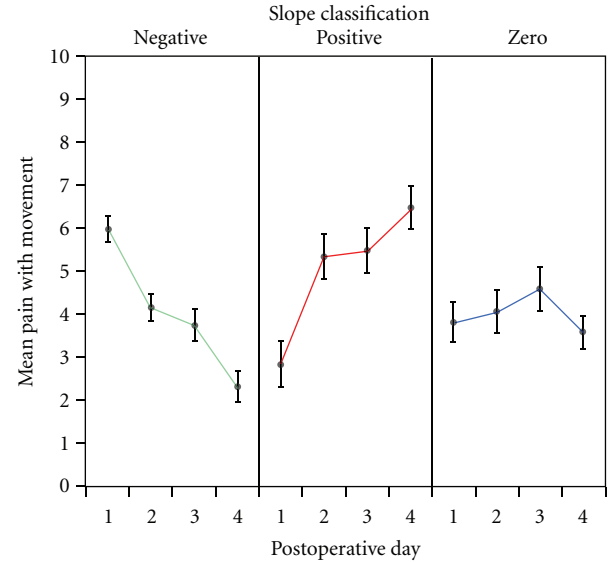 Slope classification
Negative Positive Zero
10
9
8
7
6
5
4
3
2
1
0
Mean pain with movement
1 2 3 4 1 2 3 4 1 2 3 4
Postoperative day